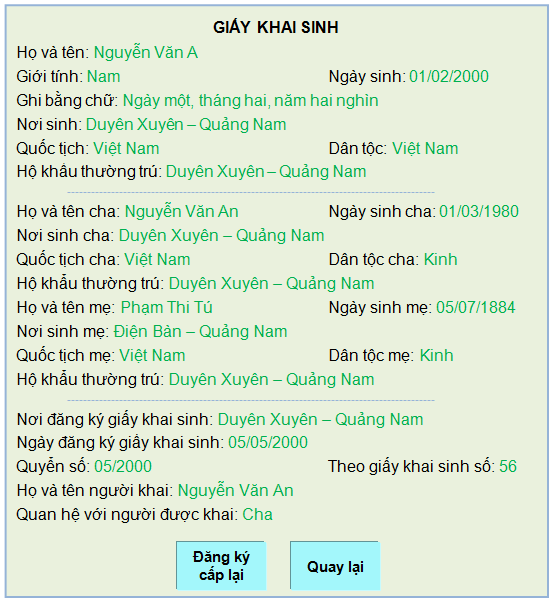 GIẤY KHAI SINH
Họ và tên: Nguyễn Văn A
Giới tính: Nam Ngày sinh: 01/02/2000
Ghi bằng chữ: Ngày một, tháng hai, năm hai nghìn
Nơi sinh: Duyên Xuyên – Quảng Nam
Quốc tịch: Việt Nam Dân tộc: Việt Nam
Hộ khẩu thường trú: Duyên Xuyên – Quảng Nam
Họ và tên cha: Nguyễn Văn An Ngày sinh cha: 01/03/1980
Nơi sinh cha: Duyên Xuyên – Quảng Nam
Quốc tịch cha: Việt Nam Dân tộc cha: Kinh
Hộ khẩu thường trú: Duyên Xuyên – Quảng Nam
Họ và tên mẹ: Phạm Thi Tú Ngày sinh mẹ: 05/07/1884
Nơi sinh mẹ: Điện Bản – Quảng Nam
Quốc tịch mẹ: Việt Nam Dân tộc mẹ: Kinh
Hộ khẩu thường trú: Duyên Xuyên – Quảng Nam
Nơi đăng ký giấy khai sinh: Duyên Xuyên – Quảng Nam
Ngày đăng ký giấy khai sinh: 05/05/2000
Quyển số: 05/2000 Theo giấy khai sinh số: 56
Họ và tên người khai: Nguyễn Văn An
Quan hệ với người được khai: Cha
Đăng ký
cấp lại
Quay lại